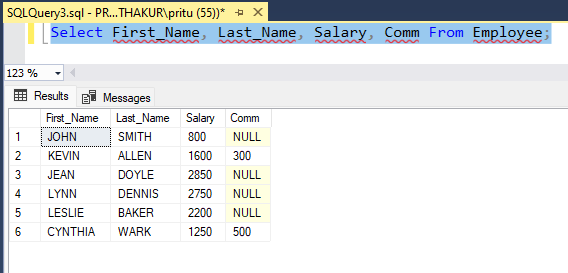 SQLQuery3.sql - PR...THAKUR\pritu (55))*
Select First_Name, Last_Name, Salary, Comm From Employee;
123 %
Results Messages
First_Name Last_Name Salary Comm
1 JOHN SMITH 800 NULL
2 KEVIN ALLEN 1600 300
3 JEAN DOYLE 2850 NULL
4 LYNN DENNIS 2750 NULL
5 LESLIE BAKER 2200 NULL
6 CYNTHIA WARK 1250 500